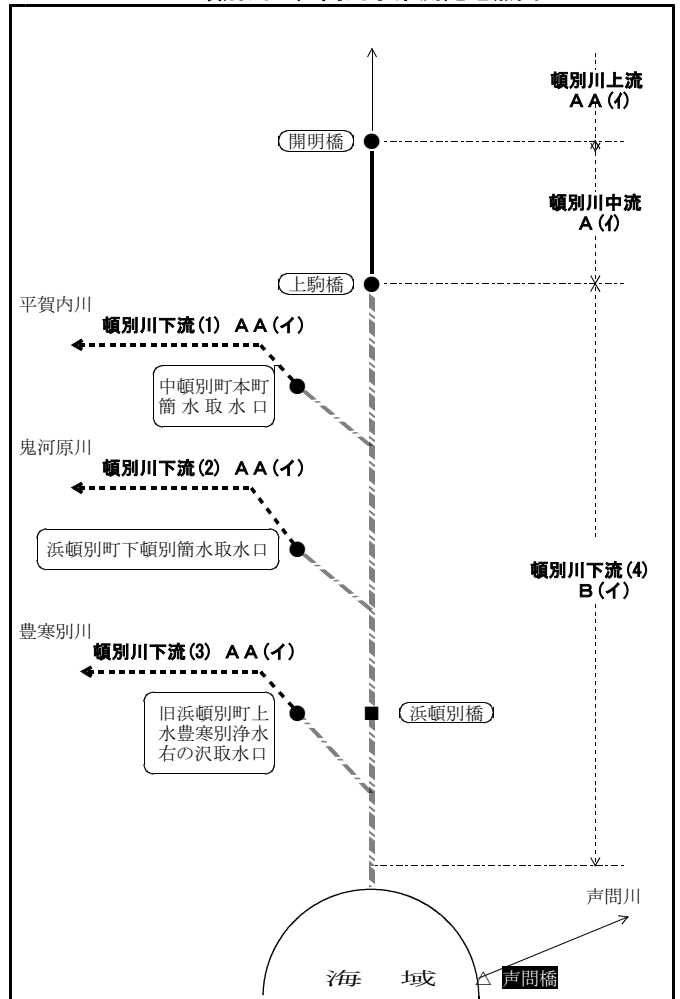 頓別川上流
ＡＡ(ｲ)
開明橋
頓別川中流
Ａ(ｲ)
上駒橋
平賀内川
頓別川下流(1) ＡＡ(イ)
中頓別町本町
簡水取水口
鬼河原川
頓別川下流(2) ＡＡ(イ)
浜頓別町下頓別簡水取水口
頓別川下流(4)
Ｂ(イ)
豊寒別川
頓別川下流(3) ＡＡ(イ)
旧浜頓別町上
水豊寒別浄水
右の沢取水口
浜頓別橋
声問川
海域
声問橋